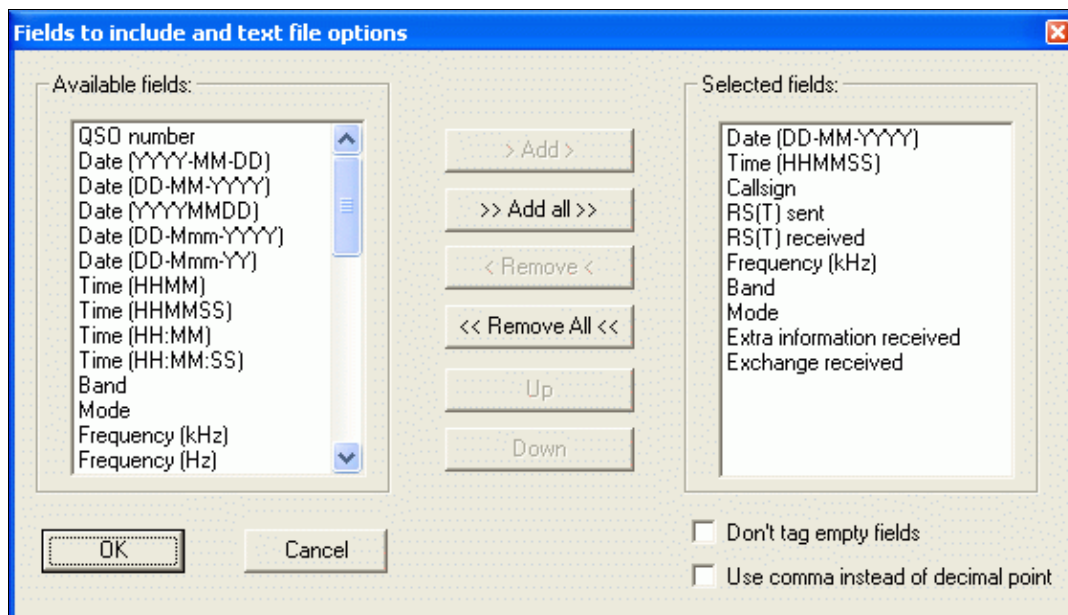 Fields to include and text file options
Available fields:
QSO number
Date (YYYY-MM-DD)
Date (DD-MM-YYYY)
Date (YYYYMMDD)
Date (DD-Mmm-YYYY)
Date (DD-Mmm-YY)
Time (HHMM)
Time (HHMMSS)
Time (HH:MM)
Time (HH:MM:SS)
Band
Mode
Frequency (kHz)
Frequency (Hz)
> Add >
>> Add all >>
< Remove <
<< Remove All <<
Up
Down
Selected fields:
Date (DD-MM-YYYY)
Time (HHMMSS)
Callsign
RS(T) sent
RS(T) received
Frequency (kHz)
Band
Mode
Extra information received
Exchange received
OK
Cancel
Don't tag empty fields
Use comma instead of decimal point